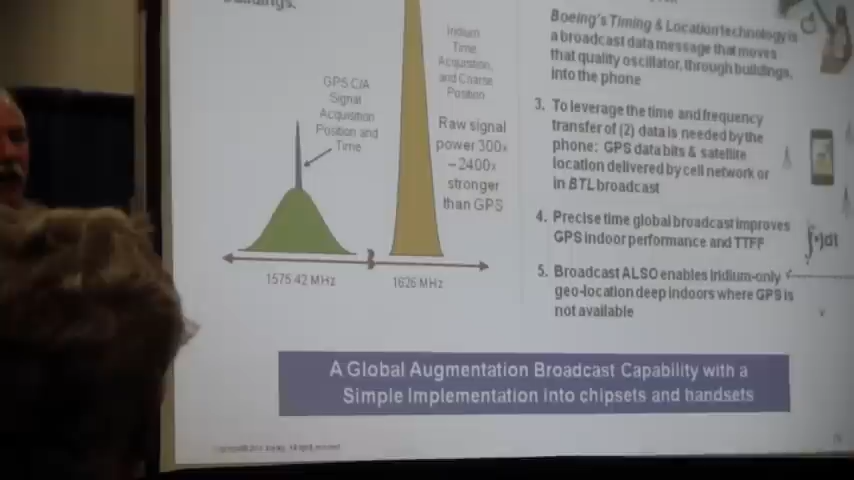 buildings.
Iridium
Time
Acquisition,
and Coarse
Position
Raw signal
power 300x
– 2400x
stronger
than GPS
GPS C/A
Signal
Acquisition
Position and
Time
1575.42 MHz
1626 MHz
Boeing's Timing & Location technology is
a broadcast data message that moves
that quality oscillator, through buildings,
into the phone
3. To leverage the time and frequency
transfer of (2) data is needed by the
phone: GPS data bits & satellite
location delivered by cell network or
in BTL broadcast
4. Precise time global broadcast improves
GPS indoor performance and TTFF
5. Broadcast ALSO enables Iridium-only
geo-location deep indoors where GPS is
not available
A Global Augmentation Broadcast Capability with a
Simple Implementation into chipsets and handsets